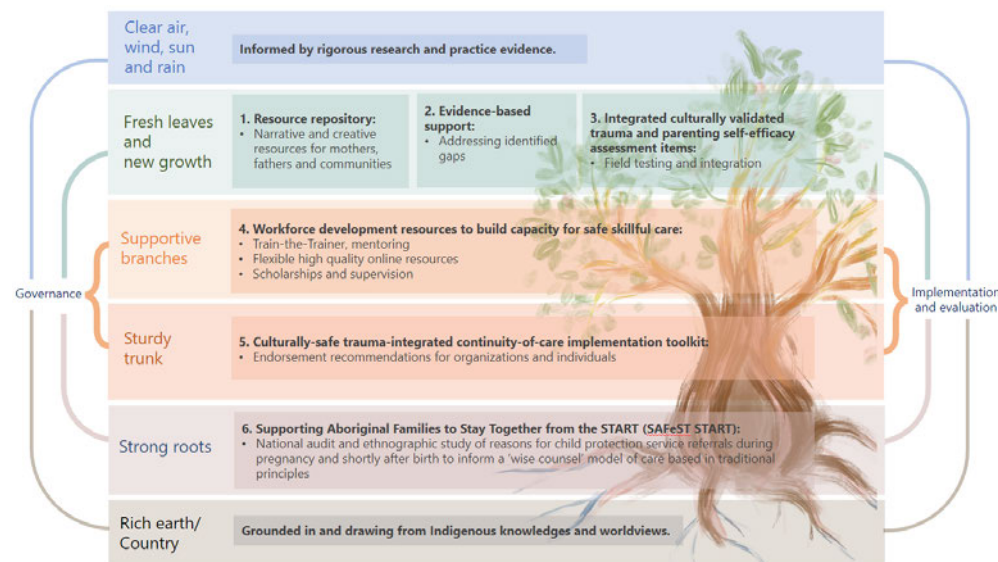 Clear air,
wind, sun
and rain
Informed by rigorous research and practice evidence.
Fresh leaves
and
new growth
1. Resource repository:
• Narrative and creative
resources for mothers,
fathers and communities
2. Evidence-based
support:
• Addressing identified
gaps
3. Integrated culturally validated
trauma and parenting self-efficacy
assessment items:
• Field testing and integration
Supportive
branches
4. Workforce development resources to build capacity for safe skillful care:
• Train-the-Trainer, mentoring
• Flexible high quality online resources
• Scholarships and supervision
Governance
Implementation
and evaluation
Sturdy
trunk
5. Culturally-safe trauma-integrated continuity-of-care implementation toolkit:
• Endorsement recommendations for organizations and individuals
Strong roots
6. Supporting Aboriginal Families to Stay Together from the START (SAFeST START):
• National audit and ethnographic study of reasons for child protection service referrals during
pregnancy and shortly after birth to inform a 'wise counsel' model of care based in traditional
principles
Rich earth/
Country
Grounded in and drawing from Indigenous knowledges and worldviews.